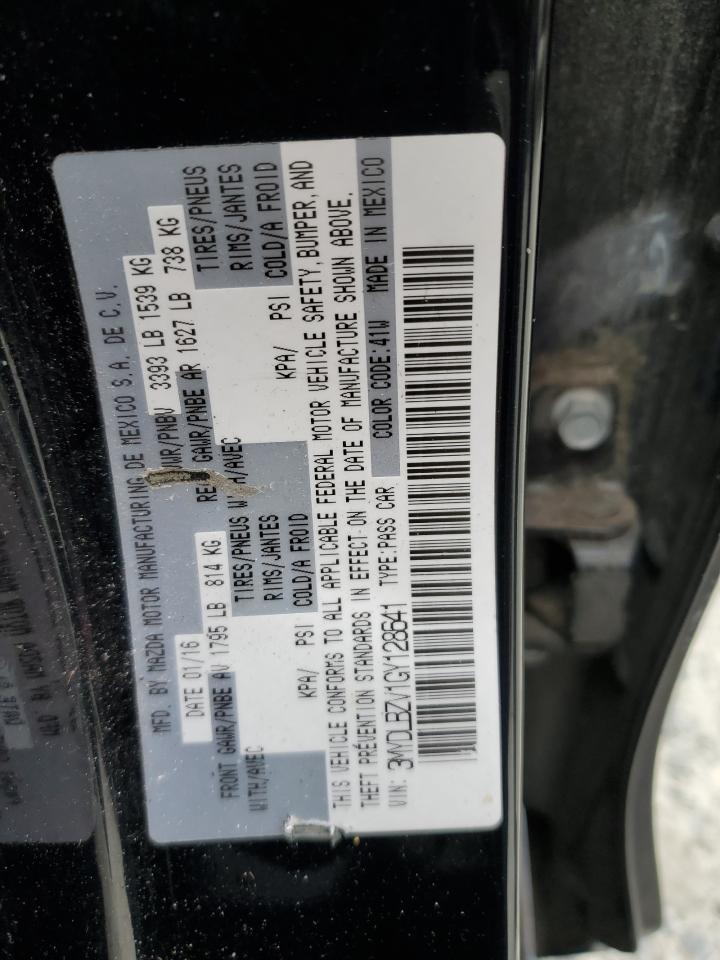 MFD. BY MAZDA MOTOR MANUFACTURING DE MEXICO S.A. DE C.V.
DATE 01/16 MR/PNBV 3393 LB 1539 KG
FRONT GAWR/PNBE AV 1795 LB 814 KG GAWR/PNBE AR 1627 LB 738 KG
WITH/AVEC TIRES/PNEUS /AVEC TIRES/PNEUS
RIMS/JANTES RIMS/JANTES
KPA/ PSI COLD/A FROID KPA/ PSI COLD/A FROID
THIS VEHICLE CONFORMS TO ALL APPLICABLE FEDERAL MOTOR VEHICLE SAFETY, BUMPER, AND
THEFT PREVENTION STANDARDS IN EFFECT ON THE DATE OF MANUFACTURE SHOWN ABOVE.
VIN: 3MYDLBZV1GY128541 TYPE:PASS CAR COLOR CODE:41W MADE IN MEXICO